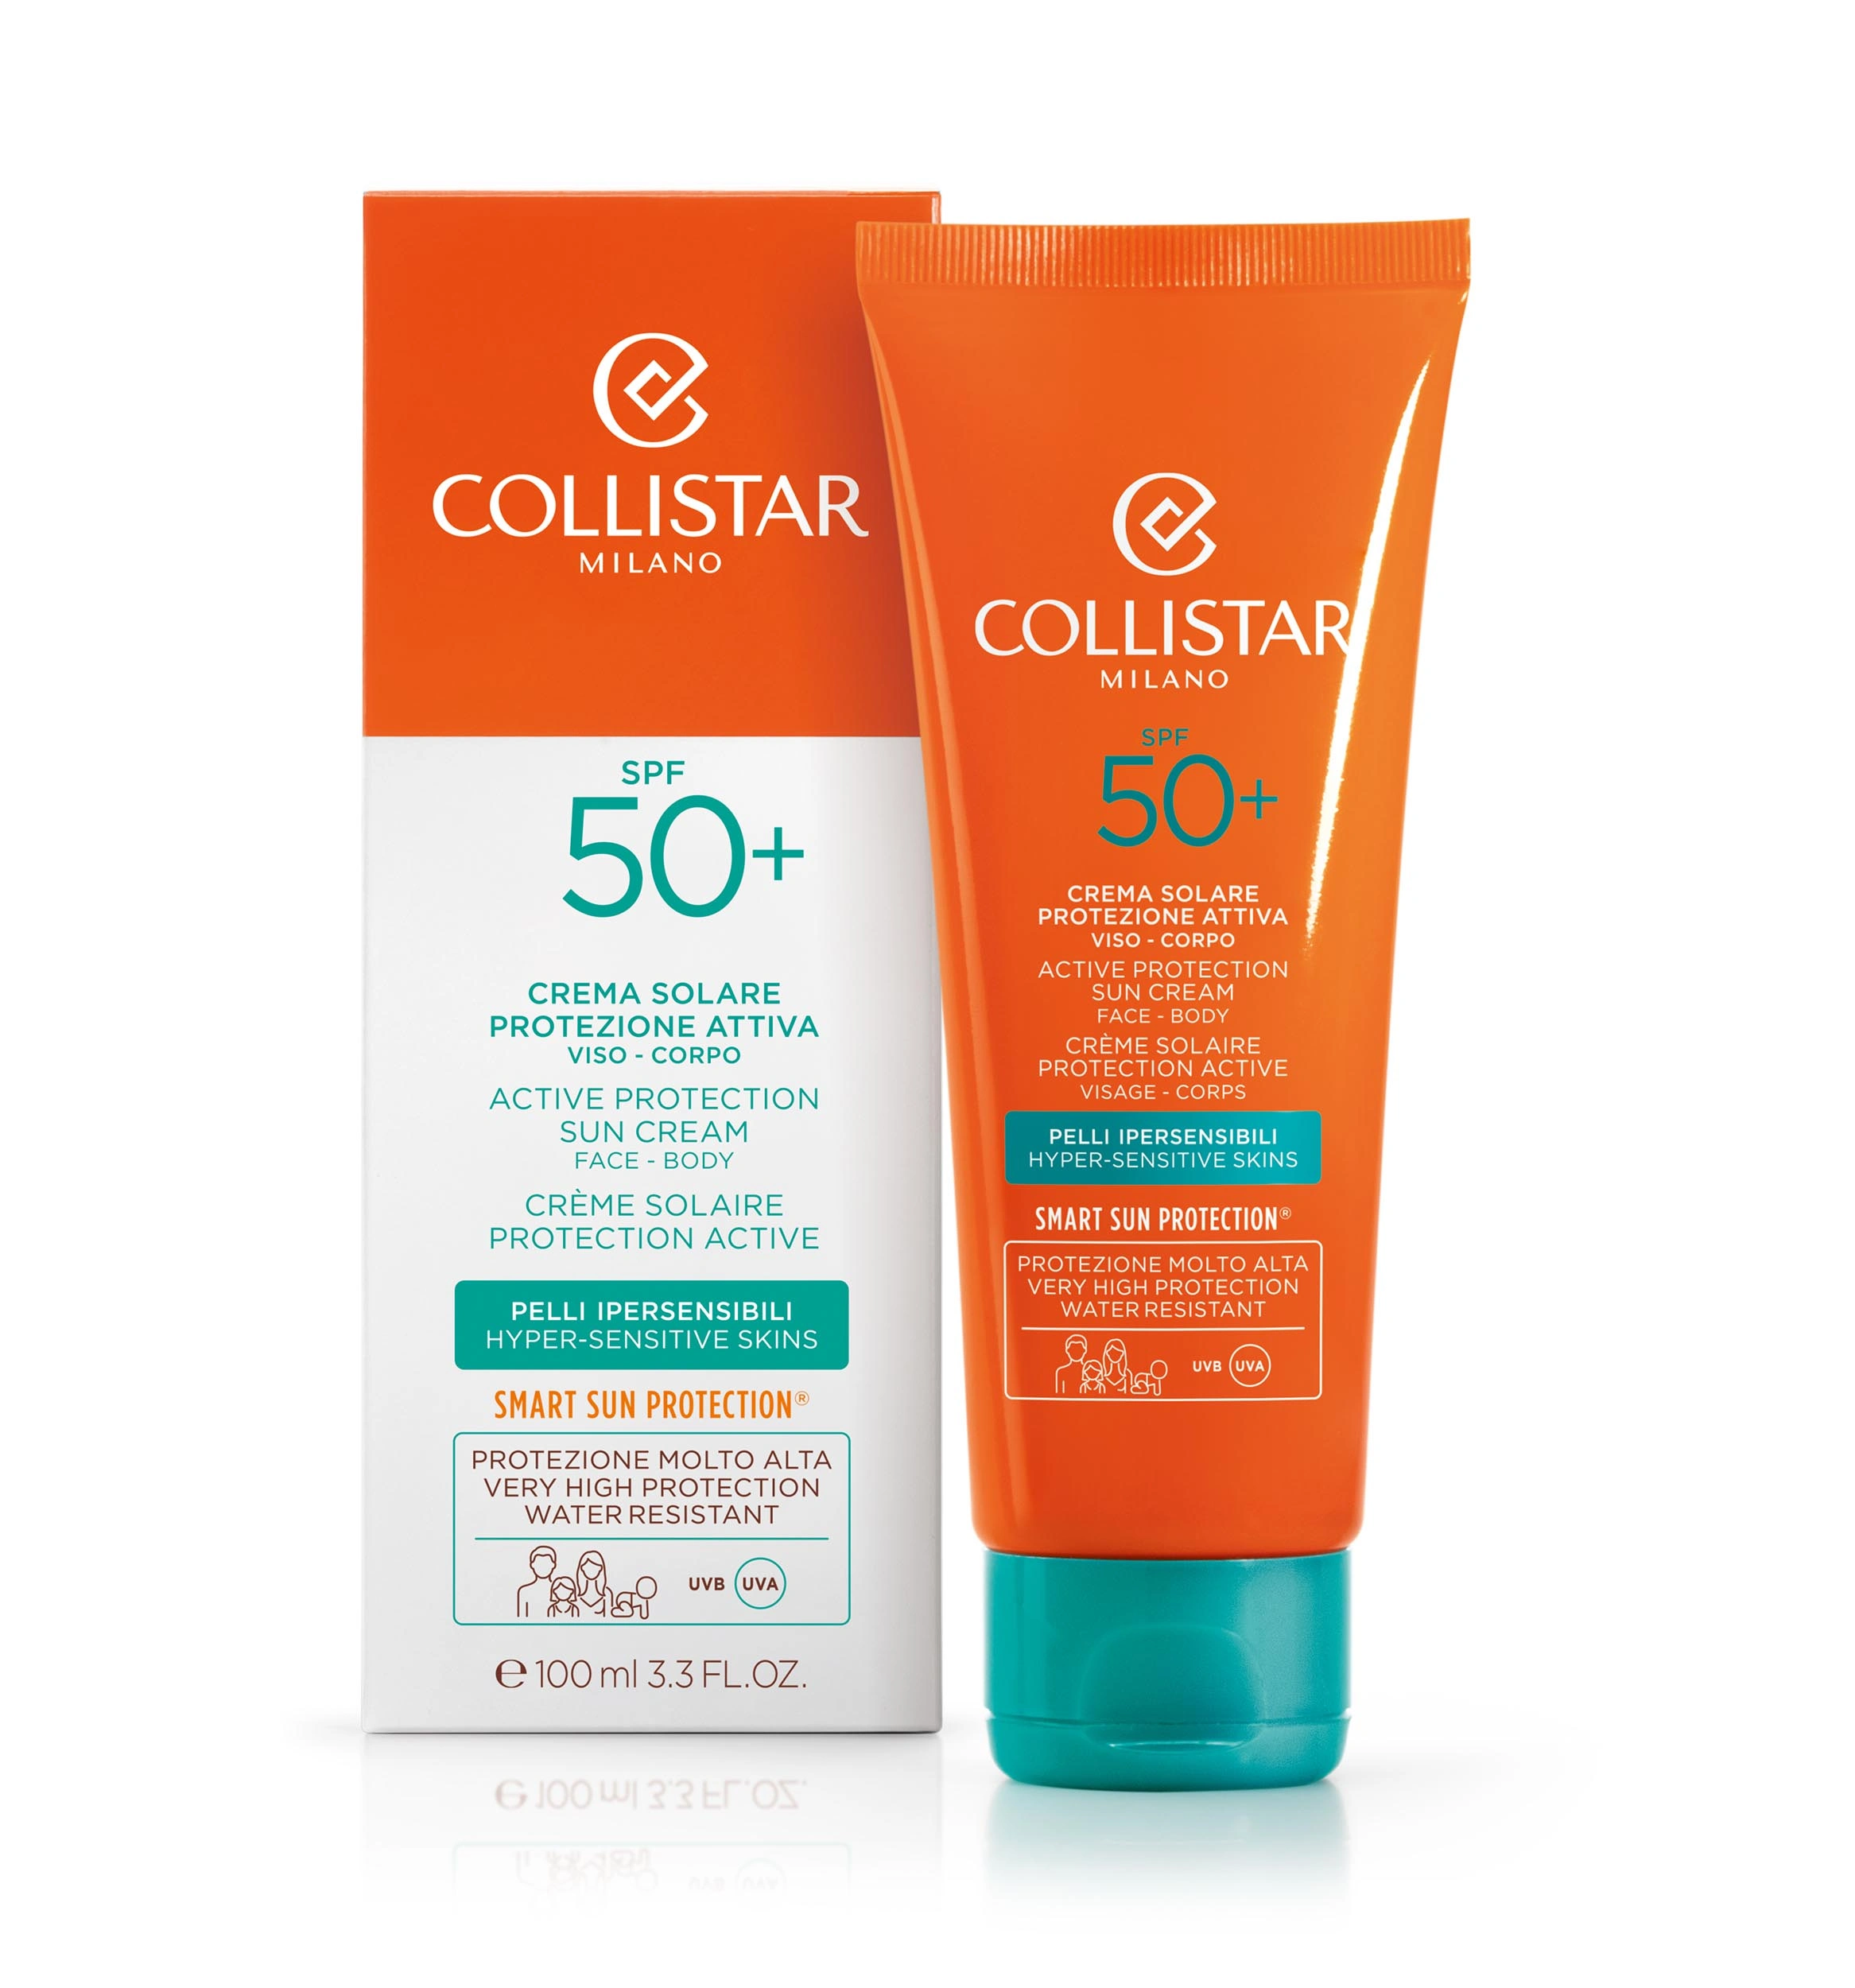 COLLISTAR
MILANO
SPF
50+
CREMA SOLARE
PROTEZIONE ATTIVA
VISO - CORPO
ACTIVE PROTECTION
SUN CREAM
FACE - BODY
CRÈME SOLAIRE
PROTECTION ACTIVE
PELLI IPERSENSIBILI
HYPER-SENSITIVE SKINS
SMART SUN PROTECTION®
PROTEZIONE MOLTO ALTA
VERY HIGH PROTECTION
WATER RESISTANT
UVB UVA
℮ 100 ml 3.3 FL.OZ.
COLLISTAR
MILANO
SPF
50+
CREMA SOLARE
PROTEZIONE ATTIVA
VISO - CORPO
ACTIVE PROTECTION
SUN CREAM
FACE - BODY
CRÈME SOLAIRE
PROTECTION ACTIVE
VISAGE - CORPS
PELLI IPERSENSIBILI
HYPER-SENSITIVE SKINS
SMART SUN PROTECTION®
PROTEZIONE MOLTO ALTA
VERY HIGH PROTECTION
WATER RESISTANT
UVB UVA